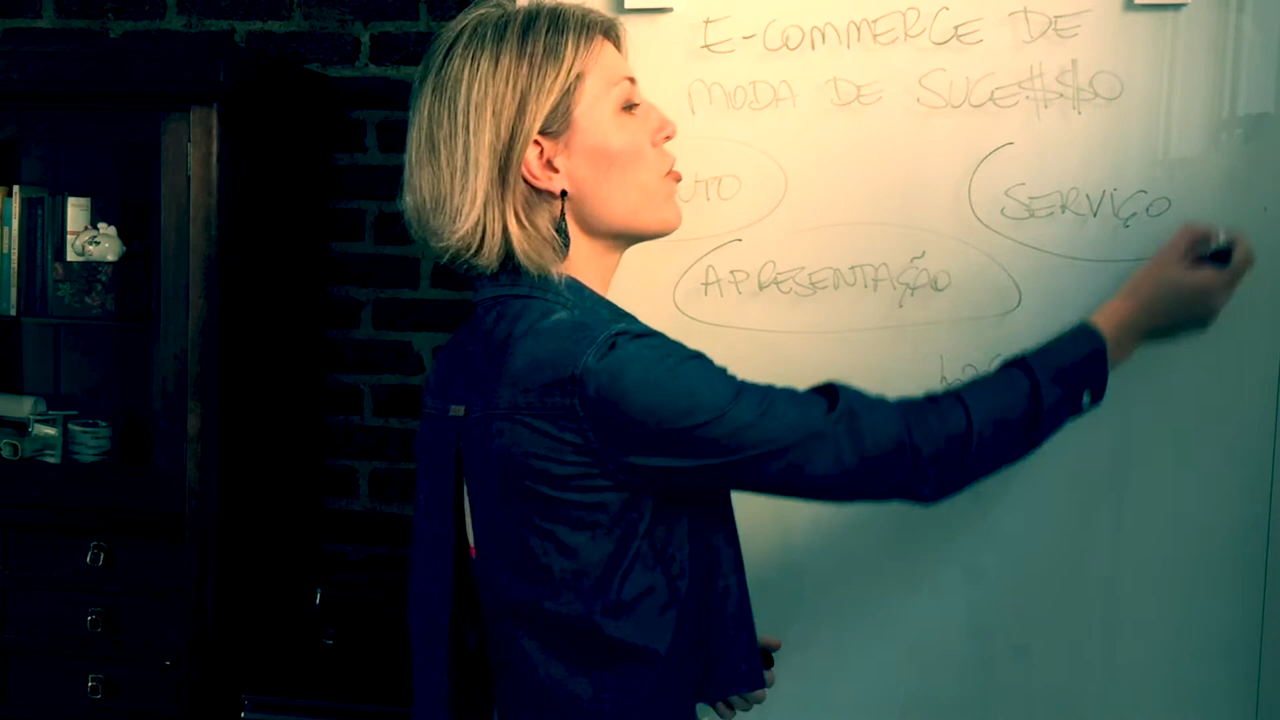 E-COMMERCE DE
MODA DE SUCE$$O
UTO
SERVIÇO
APRESENTAÇÃO